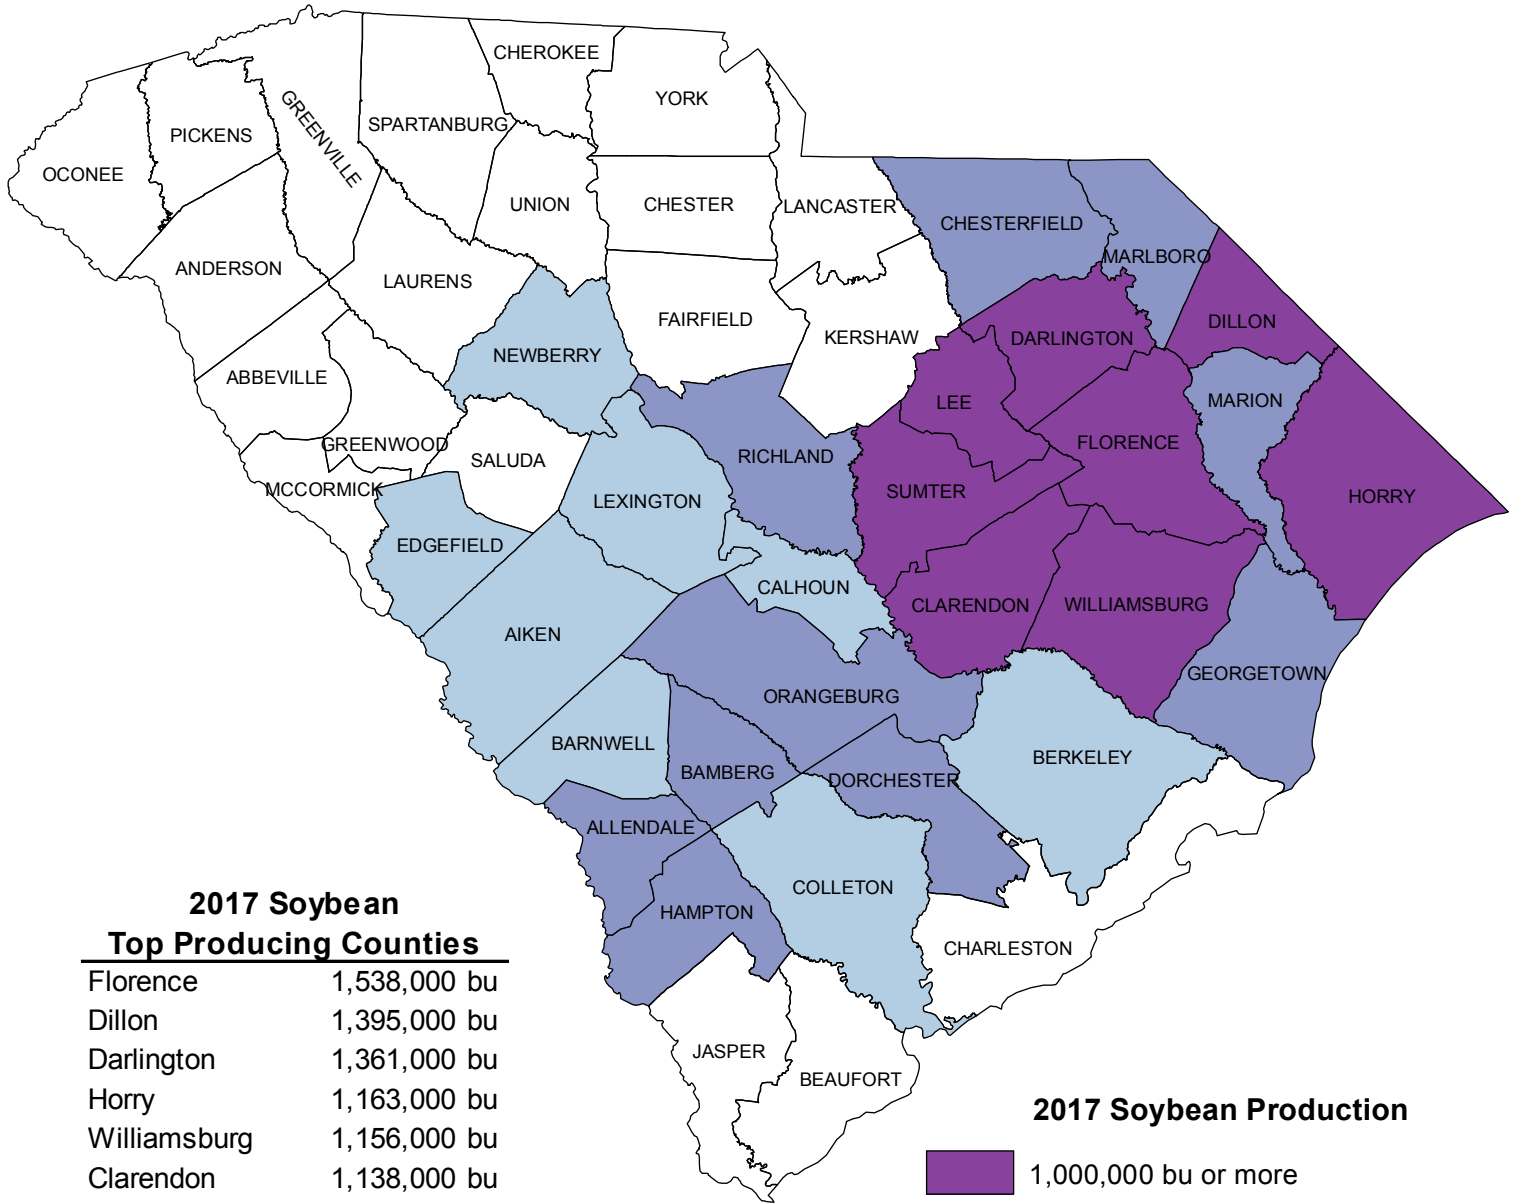 CHEROKEE
YORK
GREENVILLE
SPARTANBURG
PICKENS
OCONEE
UNION
CHESTER
LANCASTER
CHESTERFIELD
MARLBORO
ANDERSON
LAURENS
FAIRFIELD
KERSHAW
DARLINGTON
DILLON
NEWBERRY
ABBEVILLE
LEE
MARION
GREENWOOD
FLORENCE
SALUDA
RICHLAND
MCCORMICK
SUMTER
HORRY
LEXINGTON
EDGEFIELD
CALHOUN
CLARENDON
WILLIAMSBURG
AIKEN
GEORGETOWN
ORANGEBURG
BARNWELL
BERKELEY
BAMBERG
DORCHESTER
ALLENDALE
COLLETON
HAMPTON
CHARLESTON
JASPER
BEAUFORT
2017 Soybean
Top Producing Counties
Florence 1,538,000 bu
Dillon 1,395,000 bu
Darlington 1,361,000 bu
Horry 1,163,000 bu
Williamsburg 1,156,000 bu
Clarendon 1,138,000 bu
2017 Soybean Production
1,000,000 bu or more